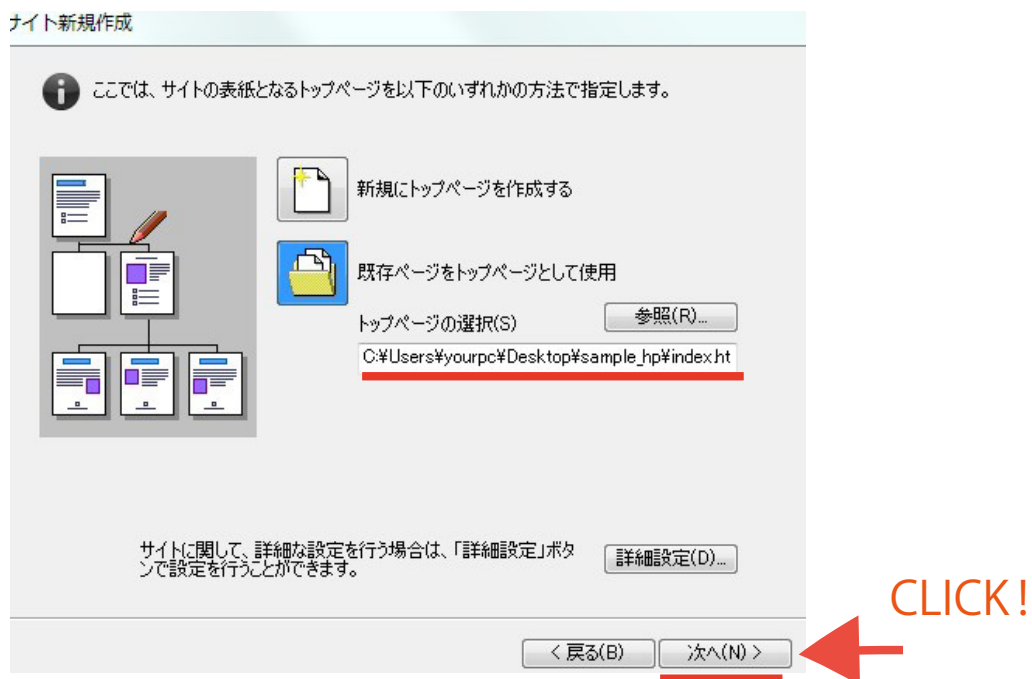 サイト新規作成
ここでは、サイトの表紙となるトップページを以下のいずれかの方法で指定します。
新規にトップページを作成する
既存ページをトップページとして使用
トップページの選択(S)
参照(R)...
C:¥Users¥yourpc¥Desktop¥sample_hp¥index.ht
サイトに関して、詳細な設定を行う場合は、「詳細設定」ボタ
ンで設定を行うことができます。
詳細設定(D)...
CLICK!
< 戻る(B)
次へ(N) >